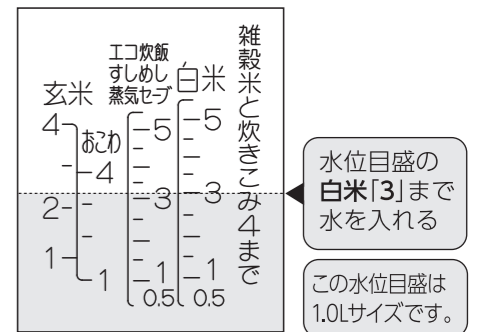 雑穀米と炊きこみ4まで
白米
5
3
1
0.5
エコ炊飯
すしめし
蒸気セーブ
5
3
1
0.5
おこわ
4
1
玄米
4
2
1
水位目盛の
白米「3」まで
水を入れる
この水位目盛は
1.0Lサイズです。